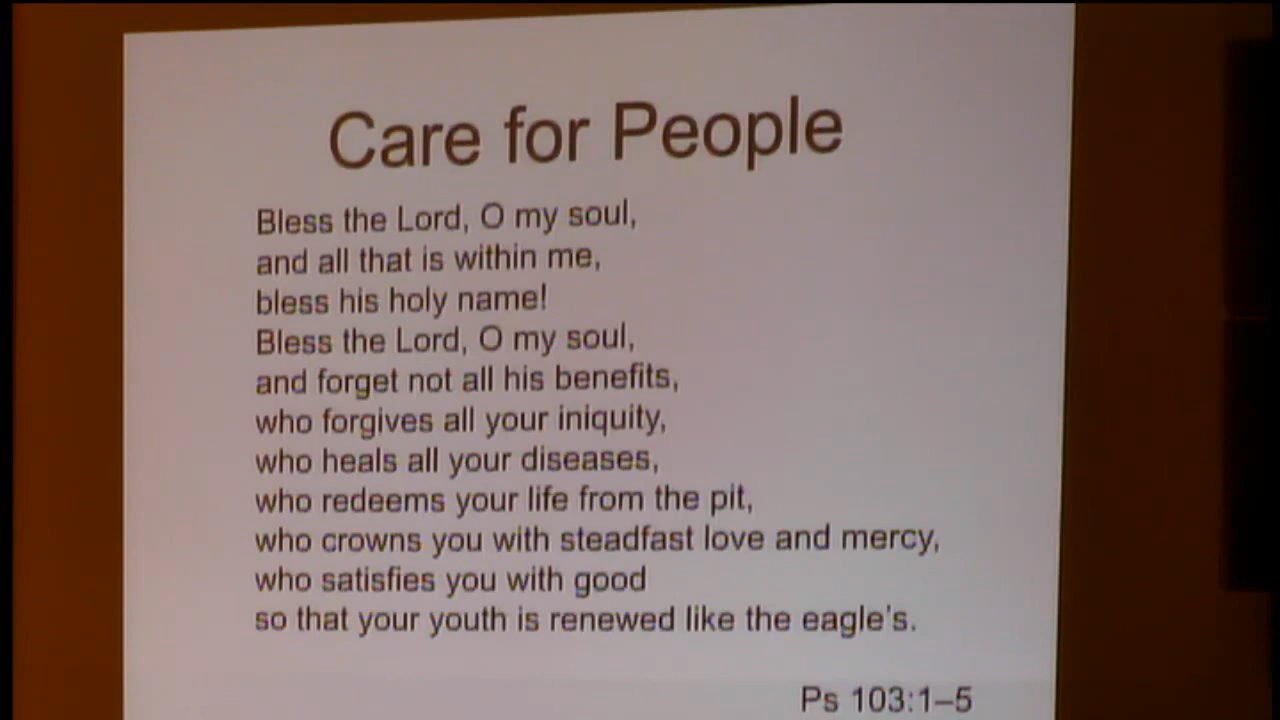 Care for People
Bless the Lord, O my soul,
and all that is within me,
bless his holy name!
Bless the Lord, O my soul,
and forget not all his benefits,
who forgives all your iniquity,
who heals all your diseases,
who redeems your life from the pit,
who crowns you with steadfast love and mercy,
who satisfies you with good
so that your youth is renewed like the eagle's.
Ps 103:1–5